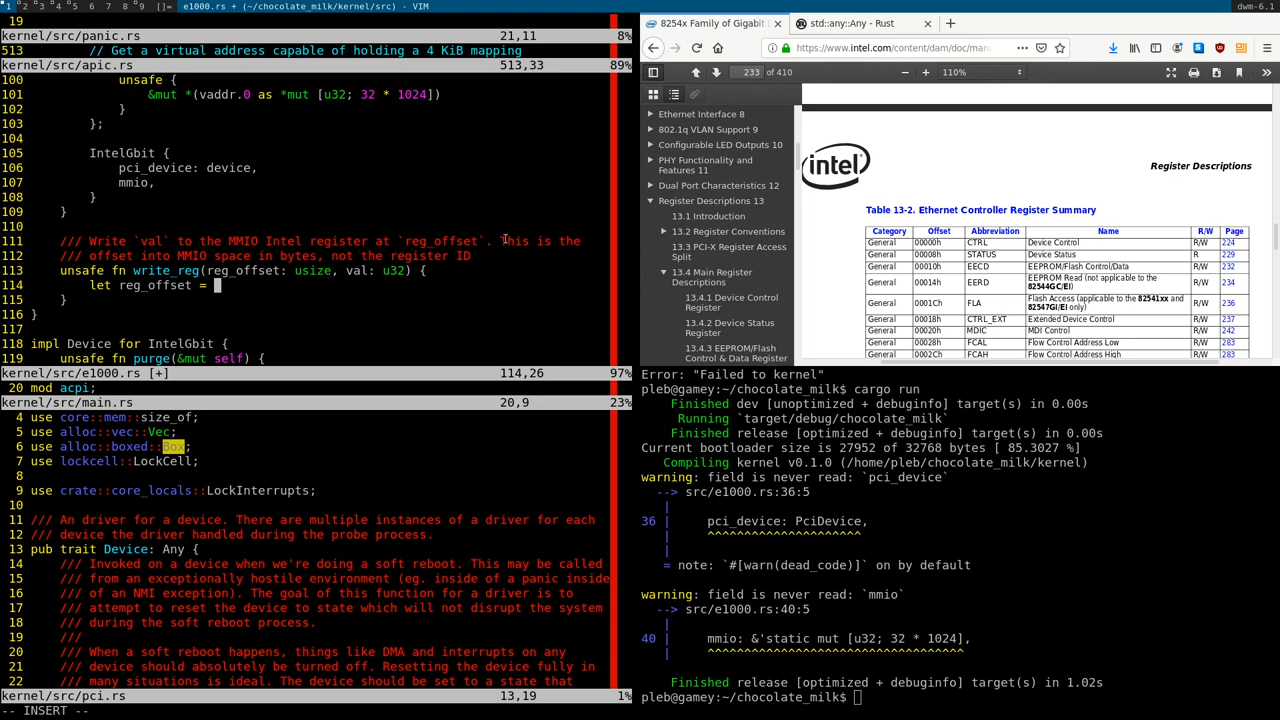 1 2 3 4 5 6 7 8 9 []= e1000.rs + (~/chocolate_milk/kernel/src) - VIM
dwm-6.1
19
kernel/src/panic.rs 21,11 8%
513 // Get a virtual address capable of holding a 4 KiB mapping
kernel/src/apic.rs 513,33 89%
100 unsafe {
101 &mut *(vaddr.0 as *mut [u32; 32 * 1024])
102 }
103 };
104
105 IntelGbit {
106 pci_device: device,
107 mmio,
108 }
109 }
110
111 /// Write `val` to the MMIO Intel register at `reg_offset`. This is the
112 /// offset into MMIO space in bytes, not the register ID
113 unsafe fn write_reg(reg_offset: usize, val: u32) {
114 let reg_offset =
115 }
116 }
117
118 impl Device for IntelGbit {
119 unsafe fn purge(&mut self) {
kernel/src/e1000.rs [+] 114,26 97%
20 mod acpi;
kernel/src/main.rs 20,9 23%
4 use core::mem::size_of;
5 use alloc::vec::Vec;
6 use alloc::boxed::Box;
7 use lockcell::LockCell;
8
9 use crate::core_locals::LockInterrupts;
10
11 /// An driver for a device. There are multiple instances of a driver for each
12 /// device the driver handled during the probe process.
13 pub trait Device: Any {
14 /// Invoked on a device when we're doing a soft reboot. This may be called
15 /// from an exceptionally hostile environment (eg. inside of a panic inside
16 /// of an NMI exception). The goal of this function for a driver is to
17 /// attempt to reset the device to state which will not disrupt the system
18 /// during the soft reboot process.
19 ///
20 /// When a soft reboot happens, things like DMA and interrupts on any
21 /// device should absolutely be turned off. Resetting the device fully in
22 /// many situations is ideal. The device should be set to a state that
kernel/src/pci.rs 13,19 1%
-- INSERT --
8254x Family of Gigabit
std::any::Any - Rust
https://www.intel.com/content/dam/doc/man
233 of 410
110%
Ethernet Interface 8
802.1q VLAN Support 9
Configurable LED Outputs 10
PHY Functionality and
Features 11
Dual Port Characteristics 12
Register Descriptions 13
13.1 Introduction
13.2 Register Conventions
13.3 PCI-X Register Access
Split
13.4 Main Register
Descriptions
13.4.1 Device Control
Register
13.4.2 Device Status
Register
13.4.3 EEPROM/Flash
Control & Data Register
intel
Register Descriptions
Table 13-2. Ethernet Controller Register Summary
Category Offset Abbreviation Name R/W Page
General 00000h CTRL Device Control R/W 224
General 00008h STATUS Device Status R 229
General 00010h EECD EEPROM/Flash Control/Data R/W 232
General 00014h EERD EEPROM Read (not applicable to the 82544GC/EI) R/W 234
General 0001Ch FLA Flash Access (applicable to the 82541xx and 82547GI/EI only) R/W 236
General 00018h CTRL_EXT Extended Device Control R/W 237
General 00020h MDIC MDI Control R/W 242
General 00028h FCAL Flow Control Address Low R/W 283
General 0002Ch FCAH Flow Control Address High R/W 283
Error: "Failed to kernel"
pleb@gamey:~/chocolate_milk$ cargo run
Finished dev [unoptimized + debuginfo] target(s) in 0.00s
Running `target/debug/chocolate_milk`
Finished release [optimized + debuginfo] target(s) in 0.00s
Current bootloader size is 27952 of 32768 bytes [ 85.3027 %]
Compiling kernel v0.1.0 (/home/pleb/chocolate_milk/kernel)
warning: field is never read: `pci_device`
--> src/e1000.rs:36:5
|
36 | pci_device: PciDevice,
| ^^^^^^^^^^^^^^^^^^^^^
|
= note: `#[warn(dead_code)]` on by default
warning: field is never read: `mmio`
--> src/e1000.rs:40:5
|
40 | mmio: &'static mut [u32; 32 * 1024],
| ^^^^^^^^^^^^^^^^^^^^^^^^^^^^^^^^^^^
Finished release [optimized + debuginfo] target(s) in 1.02s
pleb@gamey:~/chocolate_milk$